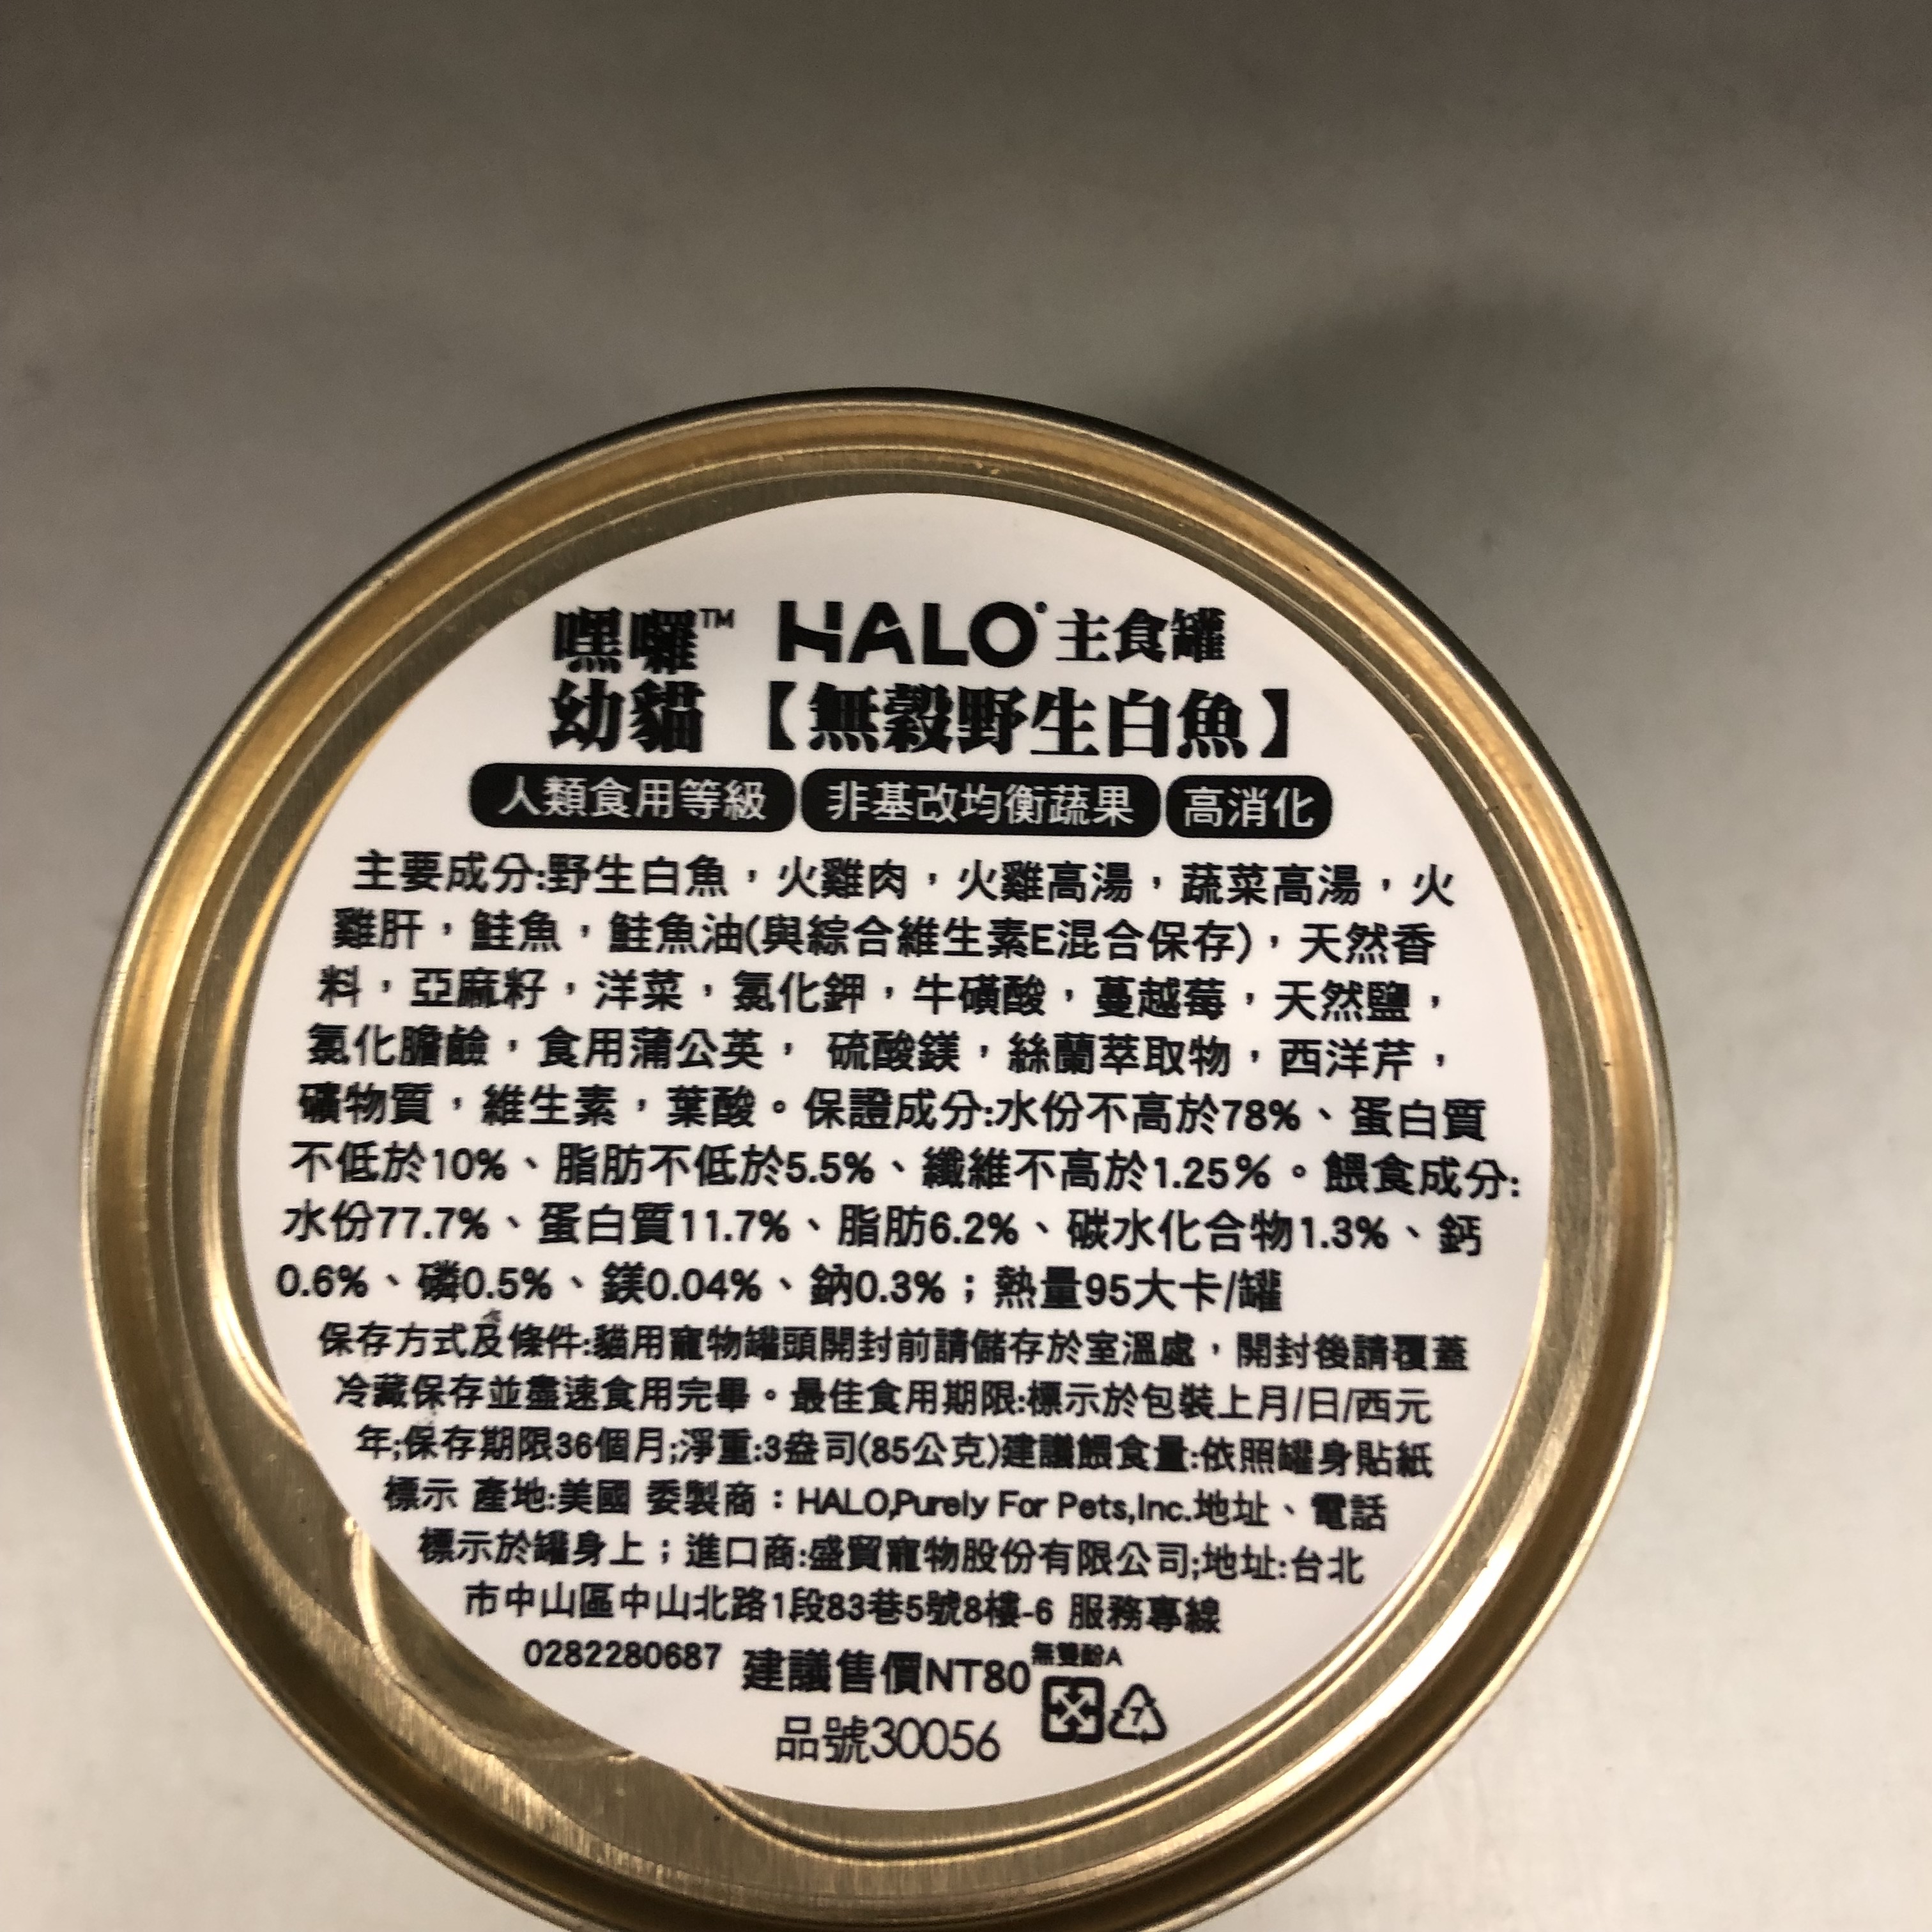 嘿囉™ HALO 主食罐
幼貓【無穀野生白魚】
人類食用等級 非基改均衡蔬果 高消化
主要成分:野生白魚，火雞肉，火雞高湯，蔬菜高湯，火
雞肝，鮭魚，鮭魚油(與綜合維生素E混合保存)，天然香
料，亞麻籽，洋菜，氯化鉀，牛磺酸，蔓越莓，天然鹽，
氯化膽鹼，食用蒲公英， 硫酸鎂，絲蘭萃取物，西洋芹，
礦物質，維生素，葉酸。保證成分:水份不高於78%、蛋白質
不低於10%、脂肪不低於5.5%、纖維不高於1.25%。餵食成分:
水份77.7%、蛋白質11.7%、脂肪6.2%、碳水化合物1.3%、鈣
0.6%、磷0.5%、鎂0.04%、鈉0.3%；熱量95大卡/罐
保存方式及條件:貓用寵物罐頭開封前請儲存於室溫處，開封後請覆蓋
冷藏保存並盡速食用完畢。最佳食用期限:標示於包裝上月/日/西元
年;保存期限36個月;淨重:3盎司(85公克)建議餵食量:依照罐身貼紙
標示 產地:美國 委製商：HALO,Purely For Pets,Inc.地址、電話
標示於罐身上；進口商:盛貿寵物股份有限公司;地址:台北
市中山區中山北路1段83巷5號8樓-6 服務專線
0282280687 建議售價NT80 無雙酚A
品號30056 7